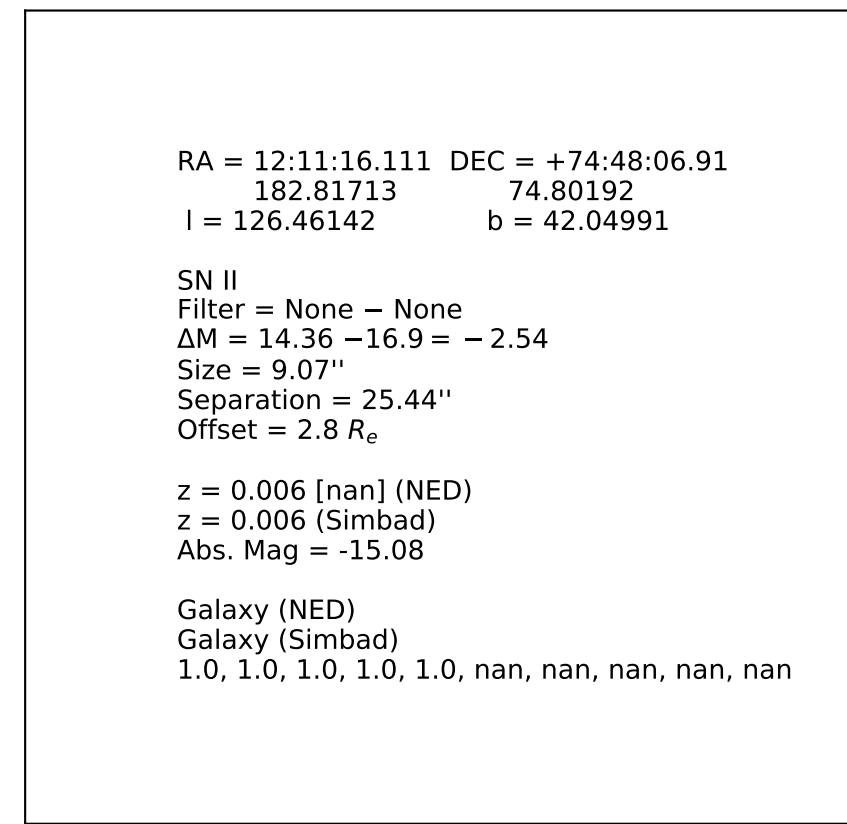 RA = 12:11:16.111 DEC = +74:48:06.91
182.81713 74.80192
l = 126.46142 b = 42.04991
SN II
Filter = None − None
ΔM = 14.36 −16.9 = − 2.54
Size = 9.07''
Separation = 25.44''
Offset = 2.8 Rₑ
z = 0.006 [nan] (NED)
z = 0.006 (Simbad)
Abs. Mag = -15.08
Galaxy (NED)
Galaxy (Simbad)
1.0, 1.0, 1.0, 1.0, 1.0, nan, nan, nan, nan, nan